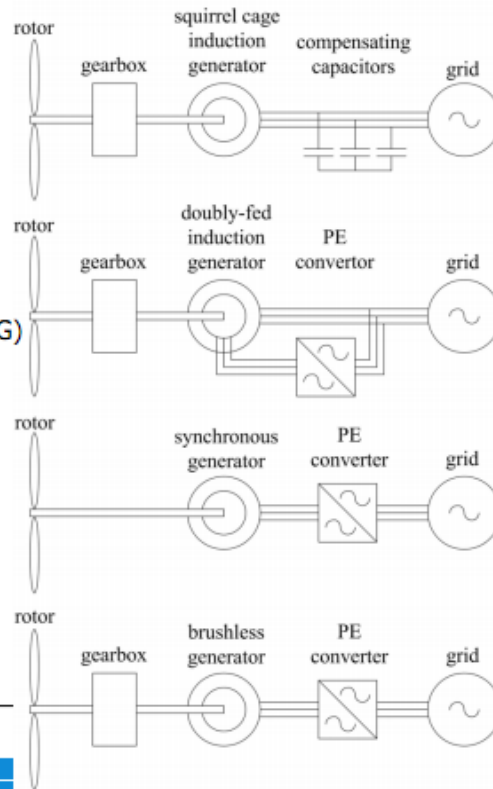 squirrel cage
rotor induction compensating
gearbox generator capacitors grid
doubly-fed
rotor induction PE
gearbox generator convertor grid
G)
rotor
synchronous PE
generator converter grid
rotor
brushless PE
gearbox generator converter grid